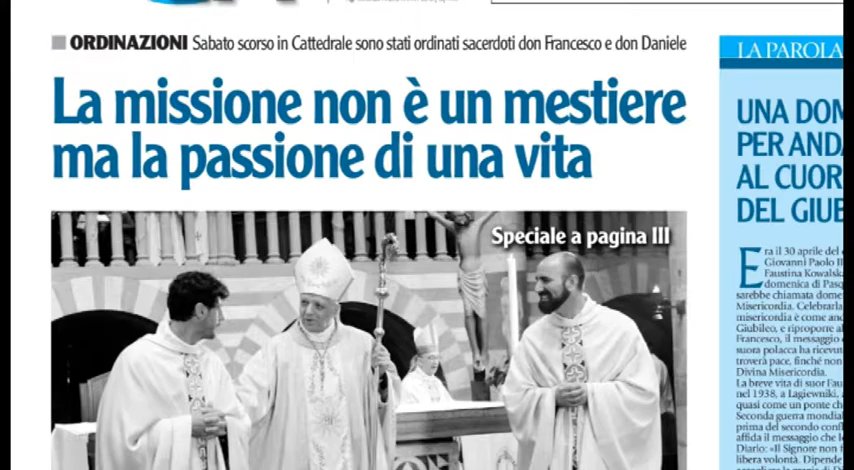 ORDINAZIONI Sabato scorso in Cattedrale sono stati ordinati sacerdoti don Francesco e don Daniele
La missione non è un mestiere
ma la passione di una vita
Speciale a pagina III
LA PAROLA
UNA DOM
PER ANDA
AL CUOR
DEL GIUB
Era il 30 aprile del
Giovanni Paolo II
Faustina Kowalska
domenica di Pasq
sarebbe chiamata dome
Misericordia. Celebrarla
misericordia è come and
Giubileo, e riproporre al
Francesco, il messaggio
suora polacca ha ricevut
troverà pace, finché non
Divina Misericordia.
La breve vita di suor Fau
nel 1938, a Lagiewniki,
quasi come un ponte ch
Guerra mondial
prima del secondo confl
affida il messaggio che
Diario: «Il Signore non
libera volontà. Dipende